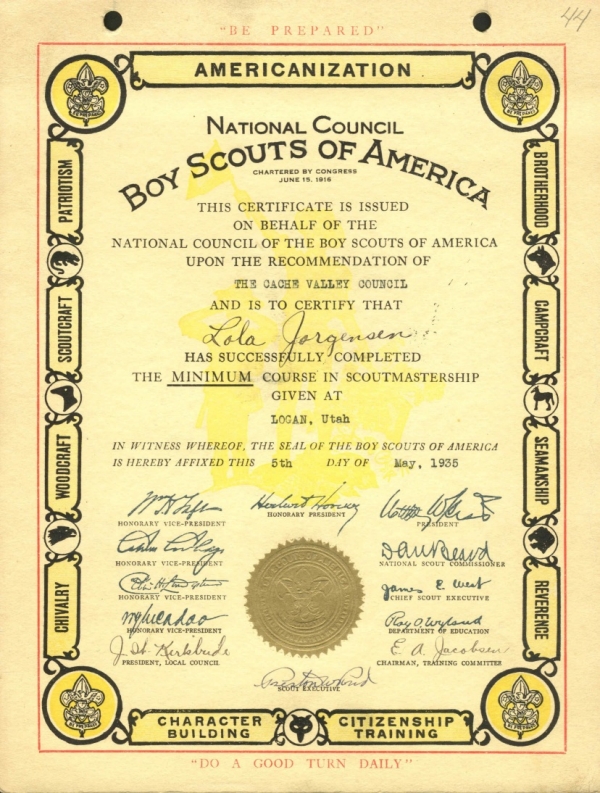 44
"BE PREPARED"
AMERICANIZATION
NATIONAL COUNCIL
BOY SCOUTS OF AMERICA
CHARTERED BY CONGRESS
JUNE 15, 1916
PATRIOTISM
SCOUTCRAFT
WOODCRAFT
CHIVALRY
BROTHERHOOD
CAMPCRAFT
SEAMANSHIP
REVERENCE
THIS CERTIFICATE IS ISSUED
ON BEHALF OF THE
NATIONAL COUNCIL OF THE BOY SCOUTS OF AMERICA
UPON THE RECOMMENDATION OF
THE CACHE VALLEY COUNCIL
AND IS TO CERTIFY THAT
Lola Jorgensen
HAS SUCCESSFULLY COMPLETED
THE MINIMUM COURSE IN SCOUTMASTERSHIP
GIVEN AT
LOGAN, Utah
IN WITNESS WHEREOF, THE SEAL OF THE BOY SCOUTS OF AMERICA
IS HEREBY AFFIXED THIS 5th DAY OF May, 1935
Wm H Taft
HONORARY VICE-PRESIDENT
Herbert Hoover
HONORARY PRESIDENT
PRESIDENT
HONORARY VICE-PRESIDENT
Dan Beard
NATIONAL SCOUT COMMISSIONER
HONORARY VICE-PRESIDENT
James E. West
CHIEF SCOUT EXECUTIVE
W G McAdoo
HONORARY VICE-PRESIDENT
Ray O. Wyland
DEPARTMENT OF EDUCATION
J. W. Kirkbride
PRESIDENT, LOCAL COUNCIL
E. A. Jacobsen
CHAIRMAN, TRAINING COMMITTEE
SCOUT EXECUTIVE
CHARACTER
BUILDING
CITIZENSHIP
TRAINING
"DO A GOOD TURN DAILY"